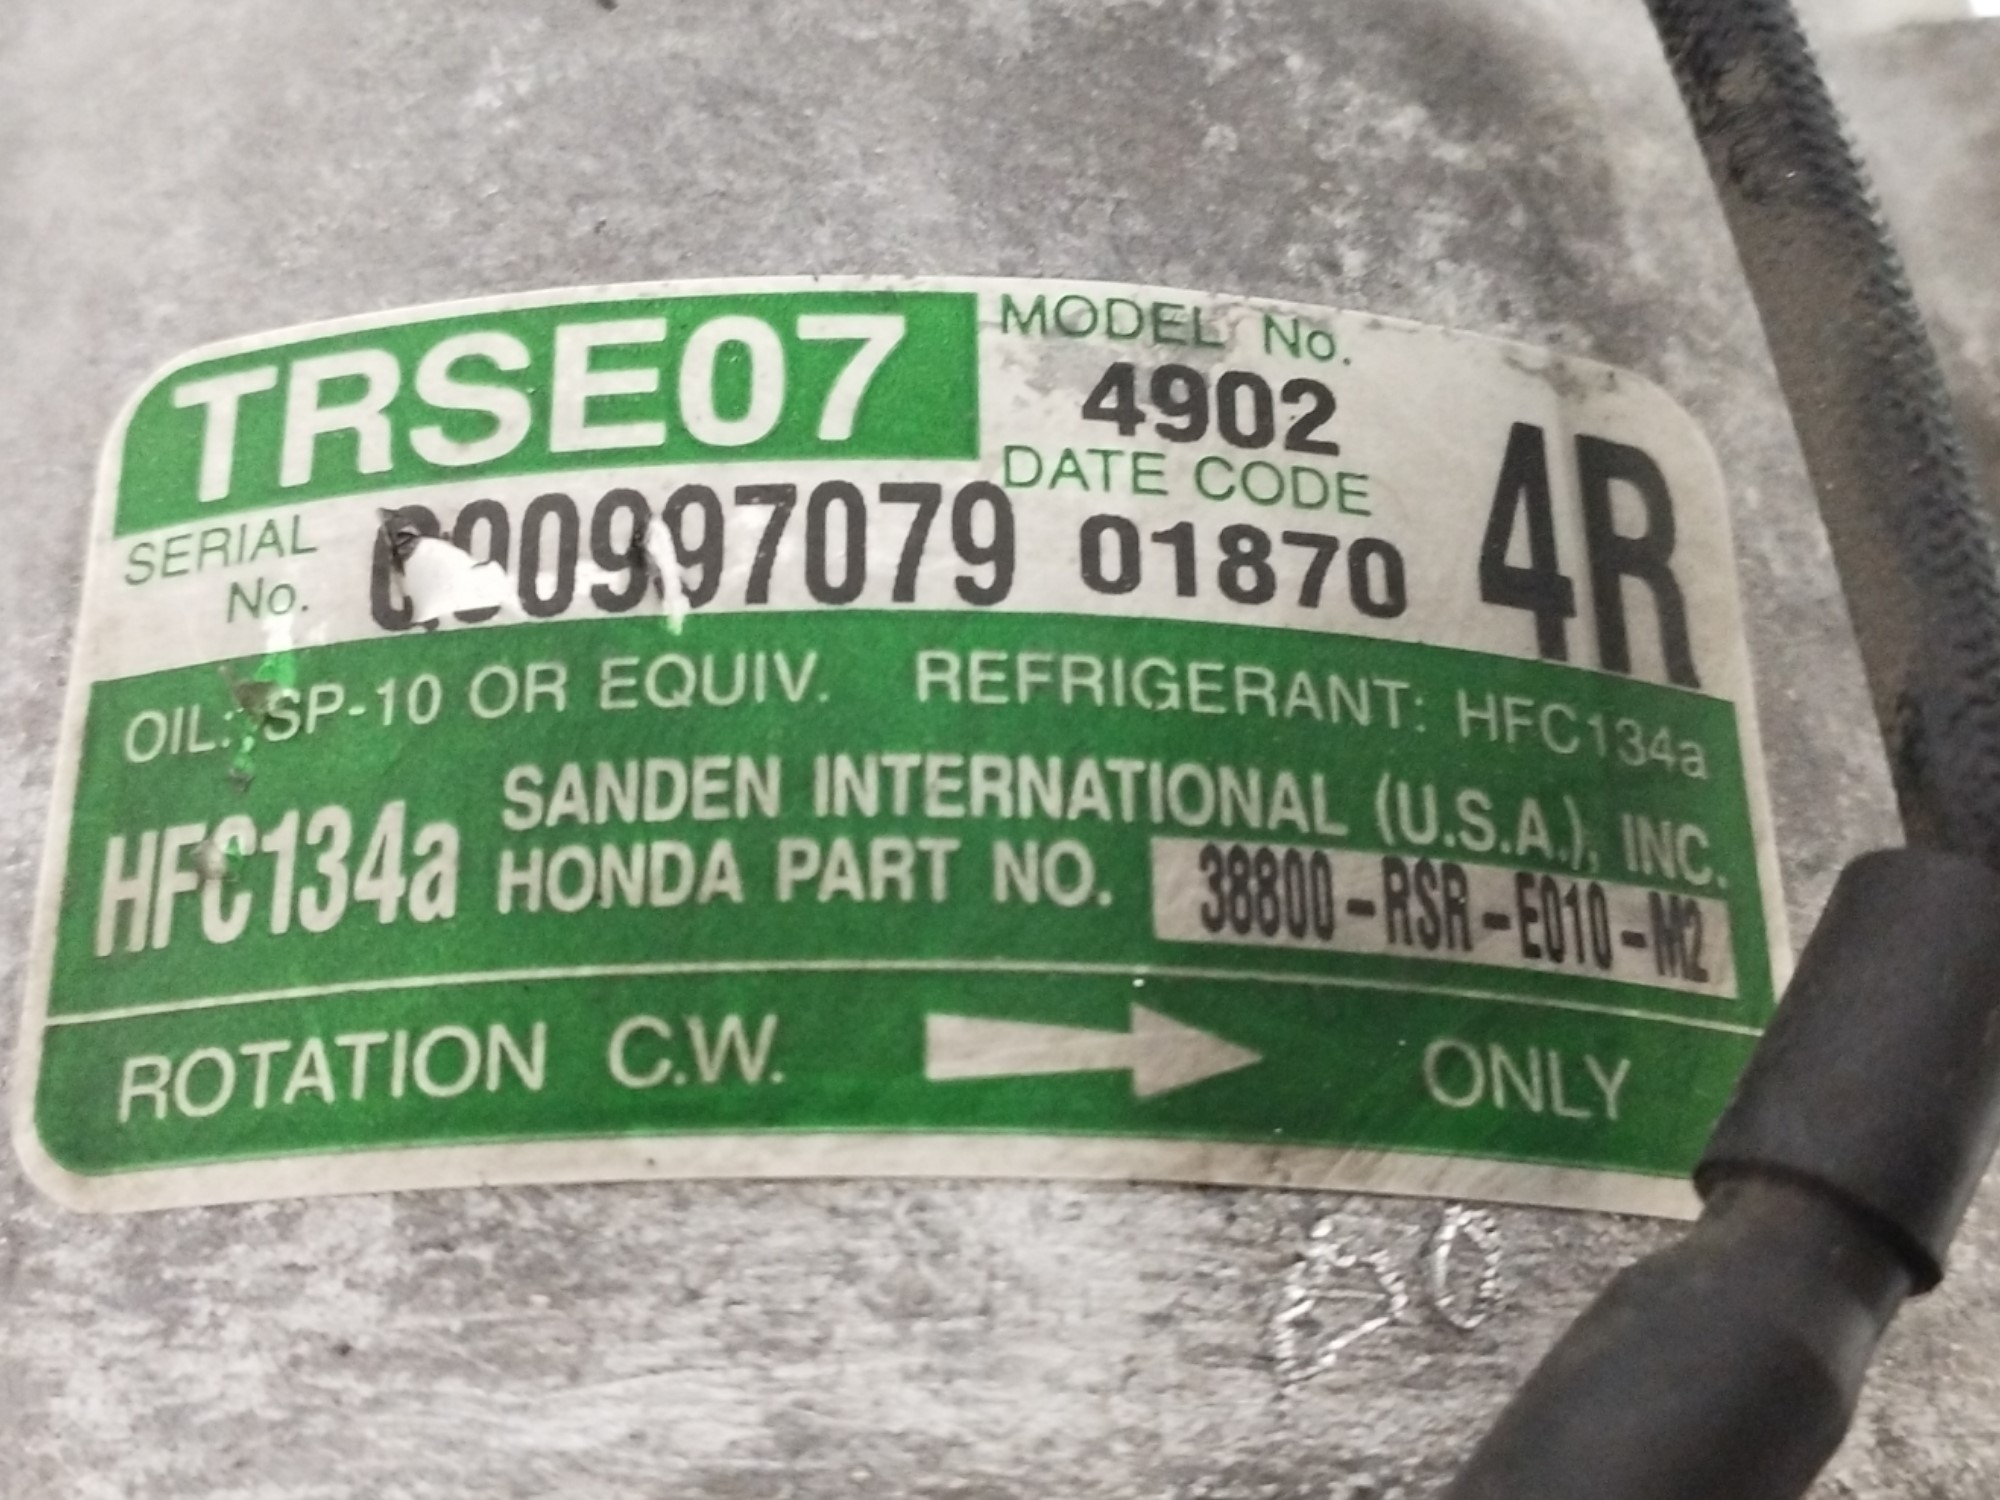 TRSE07
MODEL No.
4902
DATE CODE
01870
4R
SERIAL
No.
OIL: SP-10 OR EQUIV. REFRIGERANT: HFC134a
HFC134a
SANDEN INTERNATIONAL (U.S.A.), INC.
HONDA PART NO. 38800-RSR-E010-M2
ROTATION C.W. ONLY